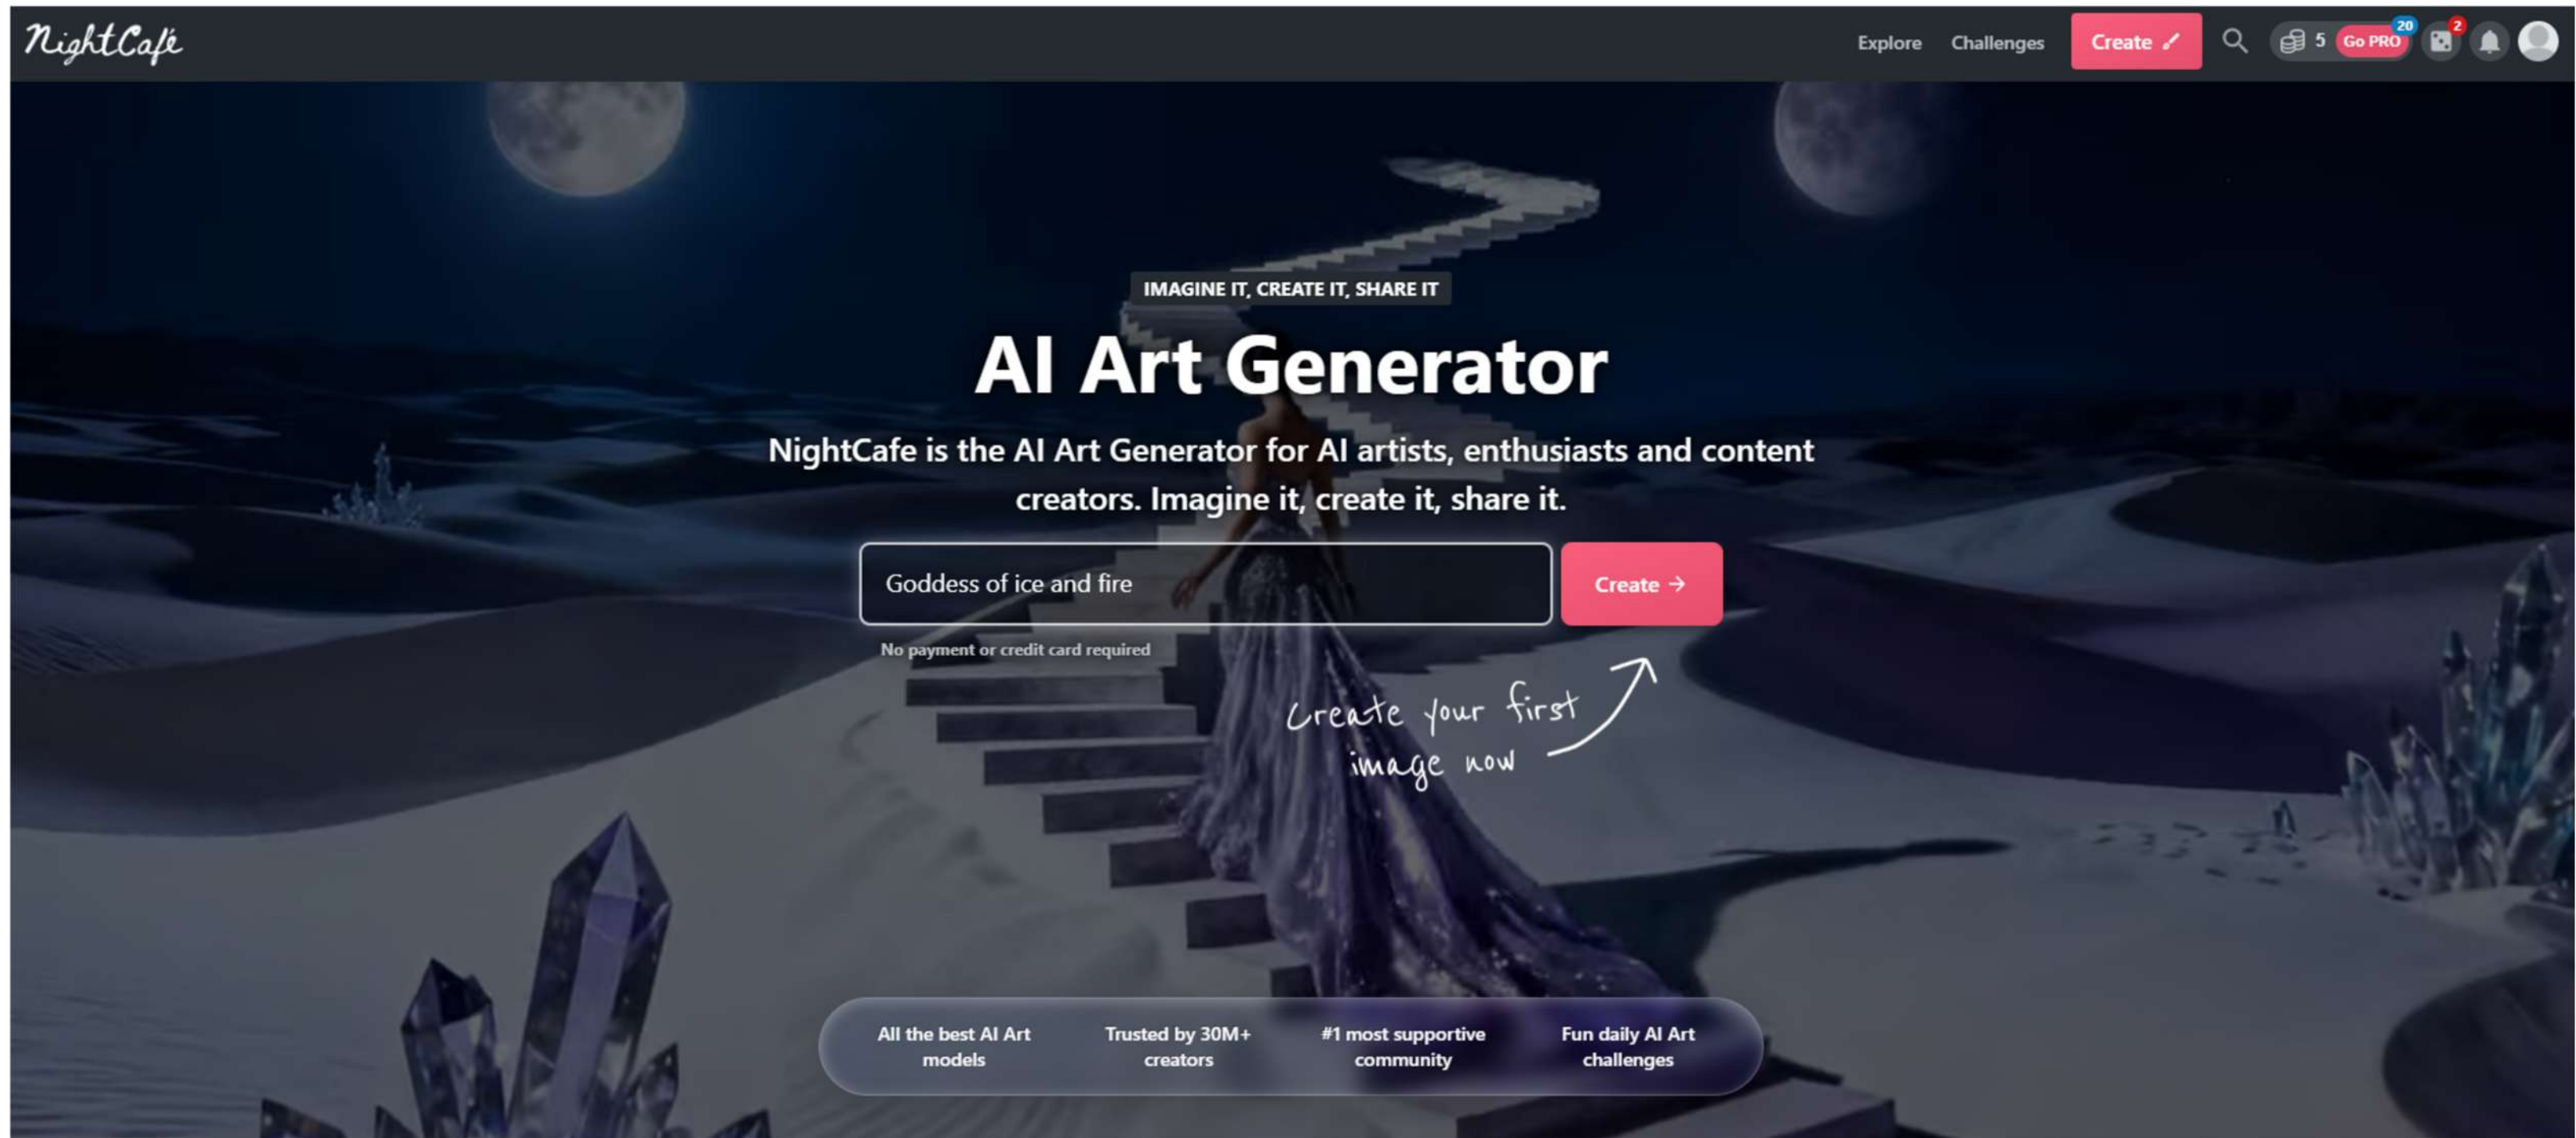 NightCafé
Explore
Challenges
Create
5
Go PRO
20
2
IMAGINE IT, CREATE IT, SHARE IT
AI Art Generator
NightCafe is the AI Art Generator for AI artists, enthusiasts and content
creators. Imagine it, create it, share it.
Goddess of ice and fire
Create →
No payment or credit card required
Create your first
image now
All the best AI Art
models
Trusted by 30M+
creators
#1 most supportive
community
Fun daily AI Art
challenges